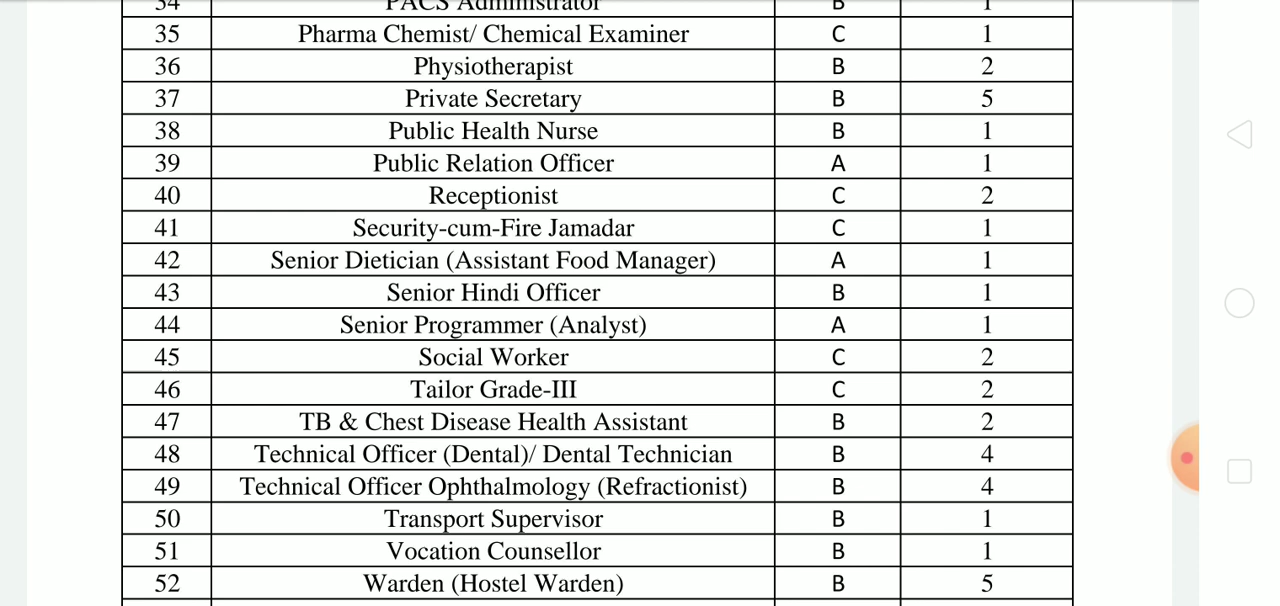 34 PACS Administrator B 1
35 Pharma Chemist/ Chemical Examiner C 1
36 Physiotherapist B 2
37 Private Secretary B 5
38 Public Health Nurse B 1
39 Public Relation Officer A 1
40 Receptionist C 2
41 Security-cum-Fire Jamadar C 1
42 Senior Dietician (Assistant Food Manager) A 1
43 Senior Hindi Officer B 1
44 Senior Programmer (Analyst) A 1
45 Social Worker C 2
46 Tailor Grade-III C 2
47 TB & Chest Disease Health Assistant B 2
48 Technical Officer (Dental)/ Dental Technician B 4
49 Technical Officer Ophthalmology (Refractionist) B 4
50 Transport Supervisor B 1
51 Vocation Counsellor B 1
52 Warden (Hostel Warden) B 5